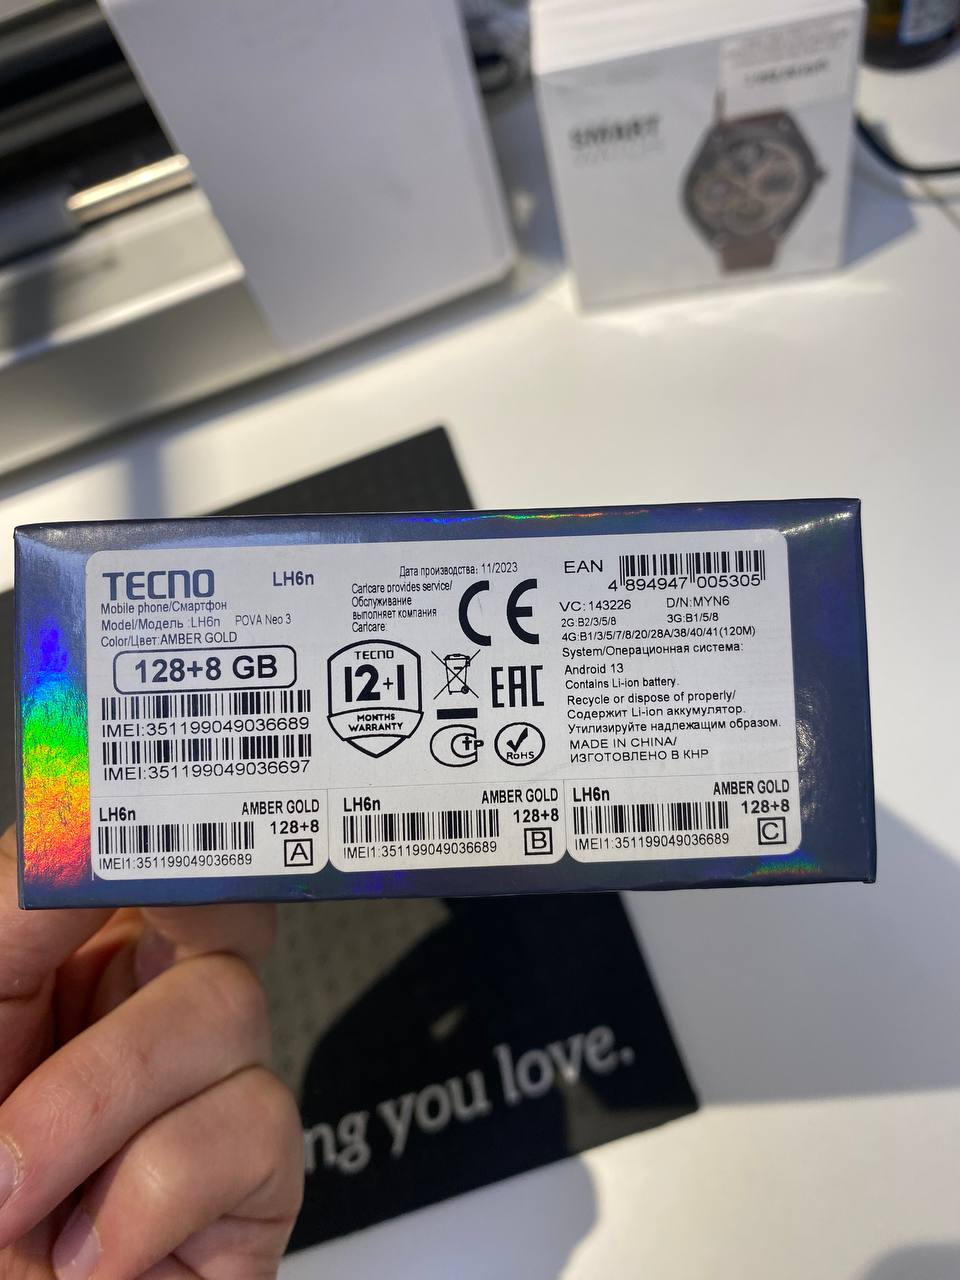 SMART
TECNO
LH6n
Mobile phone/Смартфон
Model/Модель :LH6n POVA Neo 3
Color/Цвет:AMBER GOLD
128+8 GB
IMEI:351199049036689
IMEI:351199049036697
Дата производства: 11/2023
Carlcare provides service/
Обслуживание
выполняет компания
Carlcare.
CE
TECNO
12+1
MONTHS
WARRANTY
EAC
RoHS
EAN
4 894947 005305
VC:143226 D/N:MYN6
2G:B2/3/5/8 3G:B1/5/8
4G:B1/3/5/7/8/20/28A/38/40/41(120M)
System/Операционная система:
Android 13
Contains Li-ion battery.
Recycle or dispose of properly/
Содержит Li-ion аккумулятор.
Утилизируйте надлежащим образом.
MADE IN CHINA/
ИЗГОТОВЛЕНО В КНР
LH6n AMBER GOLD
128+8
IMEI1:351199049036689 A
LH6n AMBER GOLD
128+8
IMEI1:351199049036689 B
LH6n AMBER GOLD
128+8
IMEI1:351199049036689 C
ng you love.